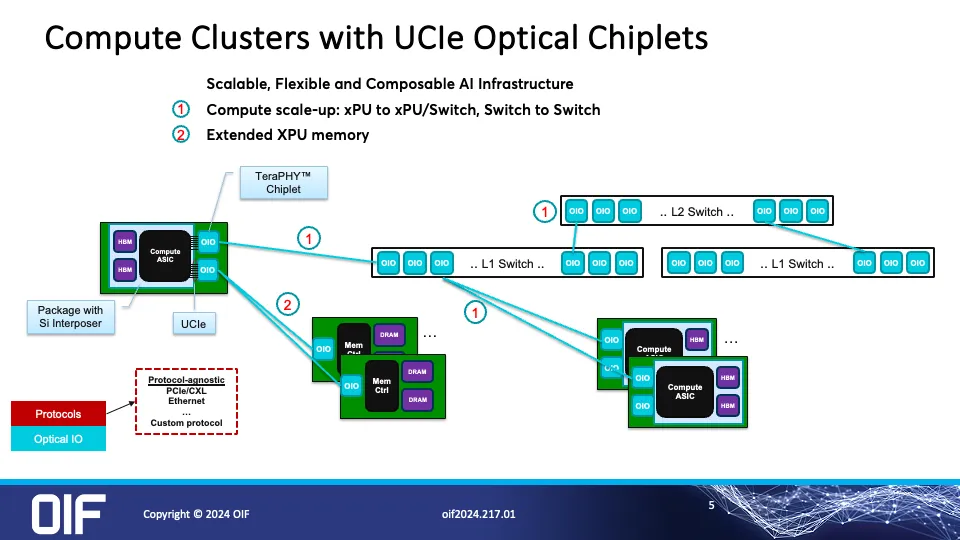 Compute Clusters with UCIe Optical Chiplets
Scalable, Flexible and Composable AI Infrastructure
1 Compute scale-up: xPU to xPU/Switch, Switch to Switch
2 Extended XPU memory
TeraPHY™
Chiplet
1
OIO OIO OIO .. L2 Switch .. OIO OIO OIO
HBM
HBM
Compute
ASIC
OIO
OIO
1
OIO OIO OIO .. L1 Switch .. OIO OIO OIO
OIO OIO OIO .. L1 Switch .. OIO OIO OIO
Package with
Si Interposer
UCIe
2
1
OIO
Mem
Ctrl
DRAM
...
OIO
Mem
Ctrl
DRAM
DRAM
OIO
OIO
Compute
ASIC
HBM
...
OIO
OIO
Compute
ASIC
HBM
HBM
Protocol-agnostic
PCIe/CXL
Ethernet
...
Custom protocol
Protocols
Optical IO
OIF
Copyright © 2024 OIF
oif2024.217.01
5